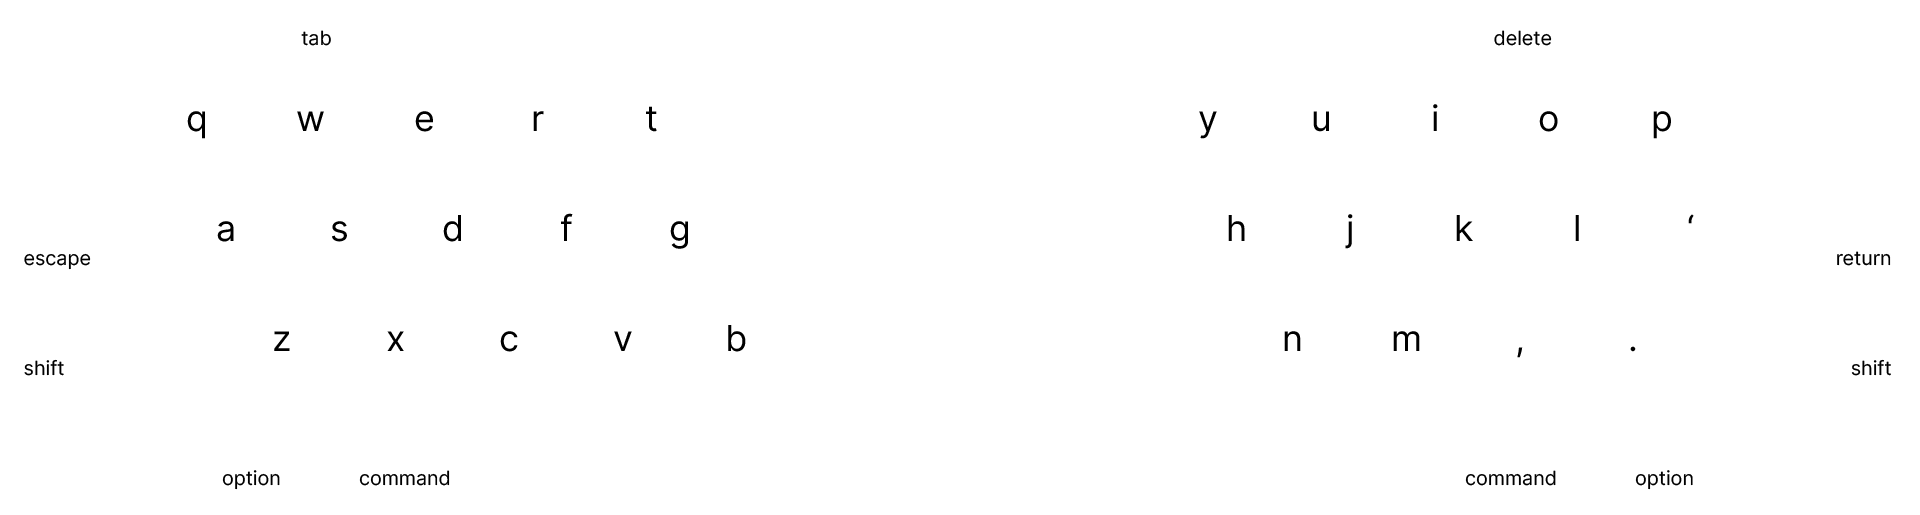 tab delete
q w e r t y u i o p
a s d f g h j k l ‘
escape return
z x c v b n m , .
shift shift
option command command option